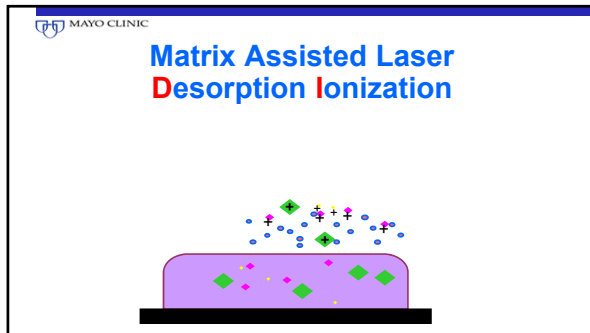 MAYO CLINIC
Matrix Assisted Laser
Desorption Ionization
+ + + + + + + +